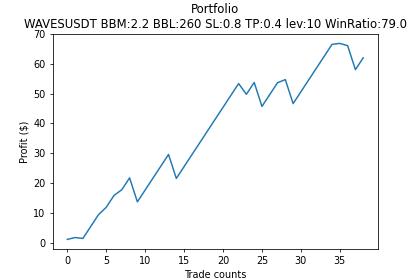 Portfolio
WAVESUSDT BBM:2.2 BBL:260 SL:0.8 TP:0.4 lev:10 WinRatio:79.0
70
60
50
40
30
20
10
0
Profit ($)
0 5 10 15 20 25 30 35
Trade counts